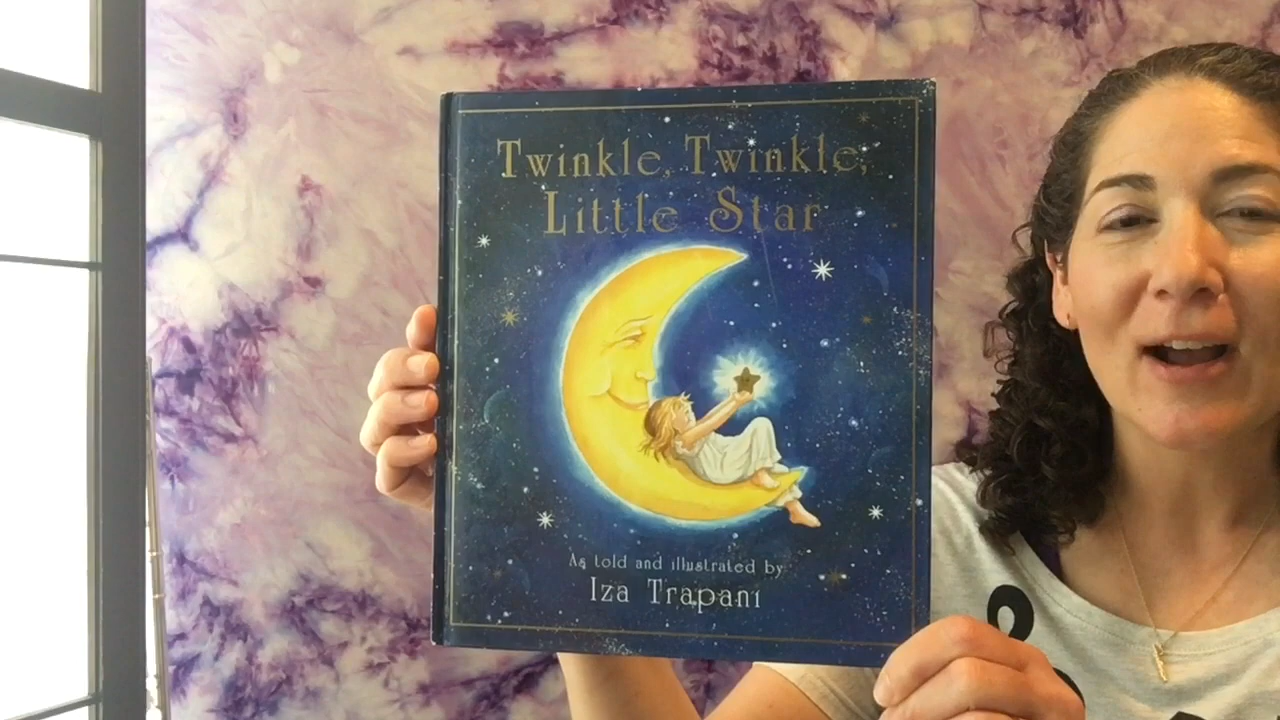 Twinkle, Twinkle,
Little Star
As told and illustrated by
Iza Trapani